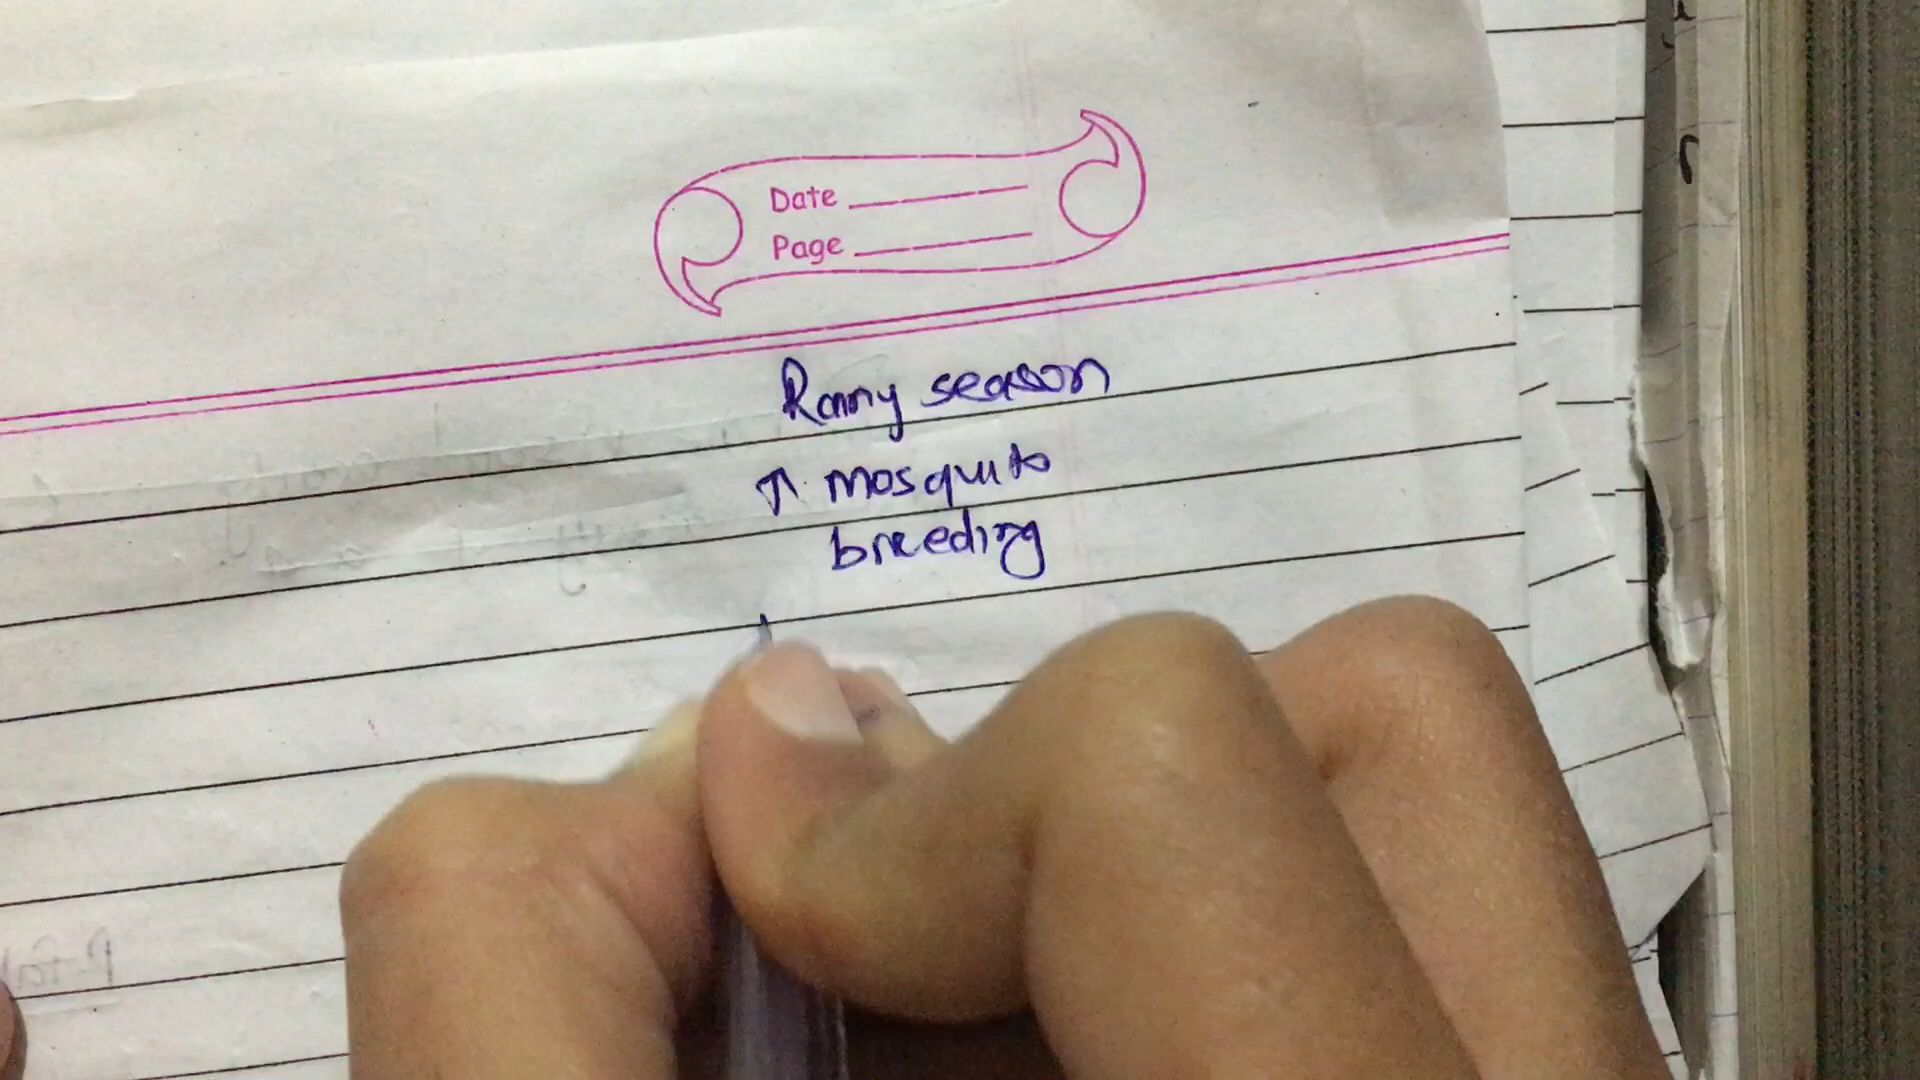 Date
Page
Rainy season
↑ mosquito
breeding